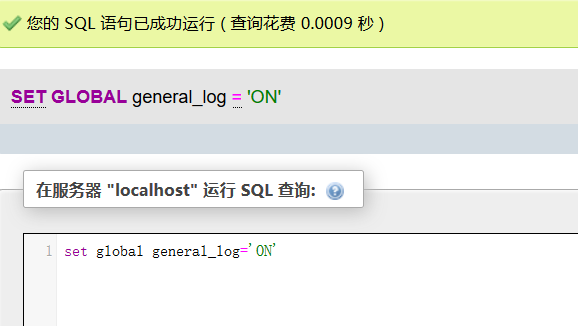 您的 SQL 语句已成功运行 ( 查询花费 0.0009 秒 )
SET GLOBAL general_log = 'ON'
在服务器 "localhost" 运行 SQL 查询:
1 set global general_log='ON'